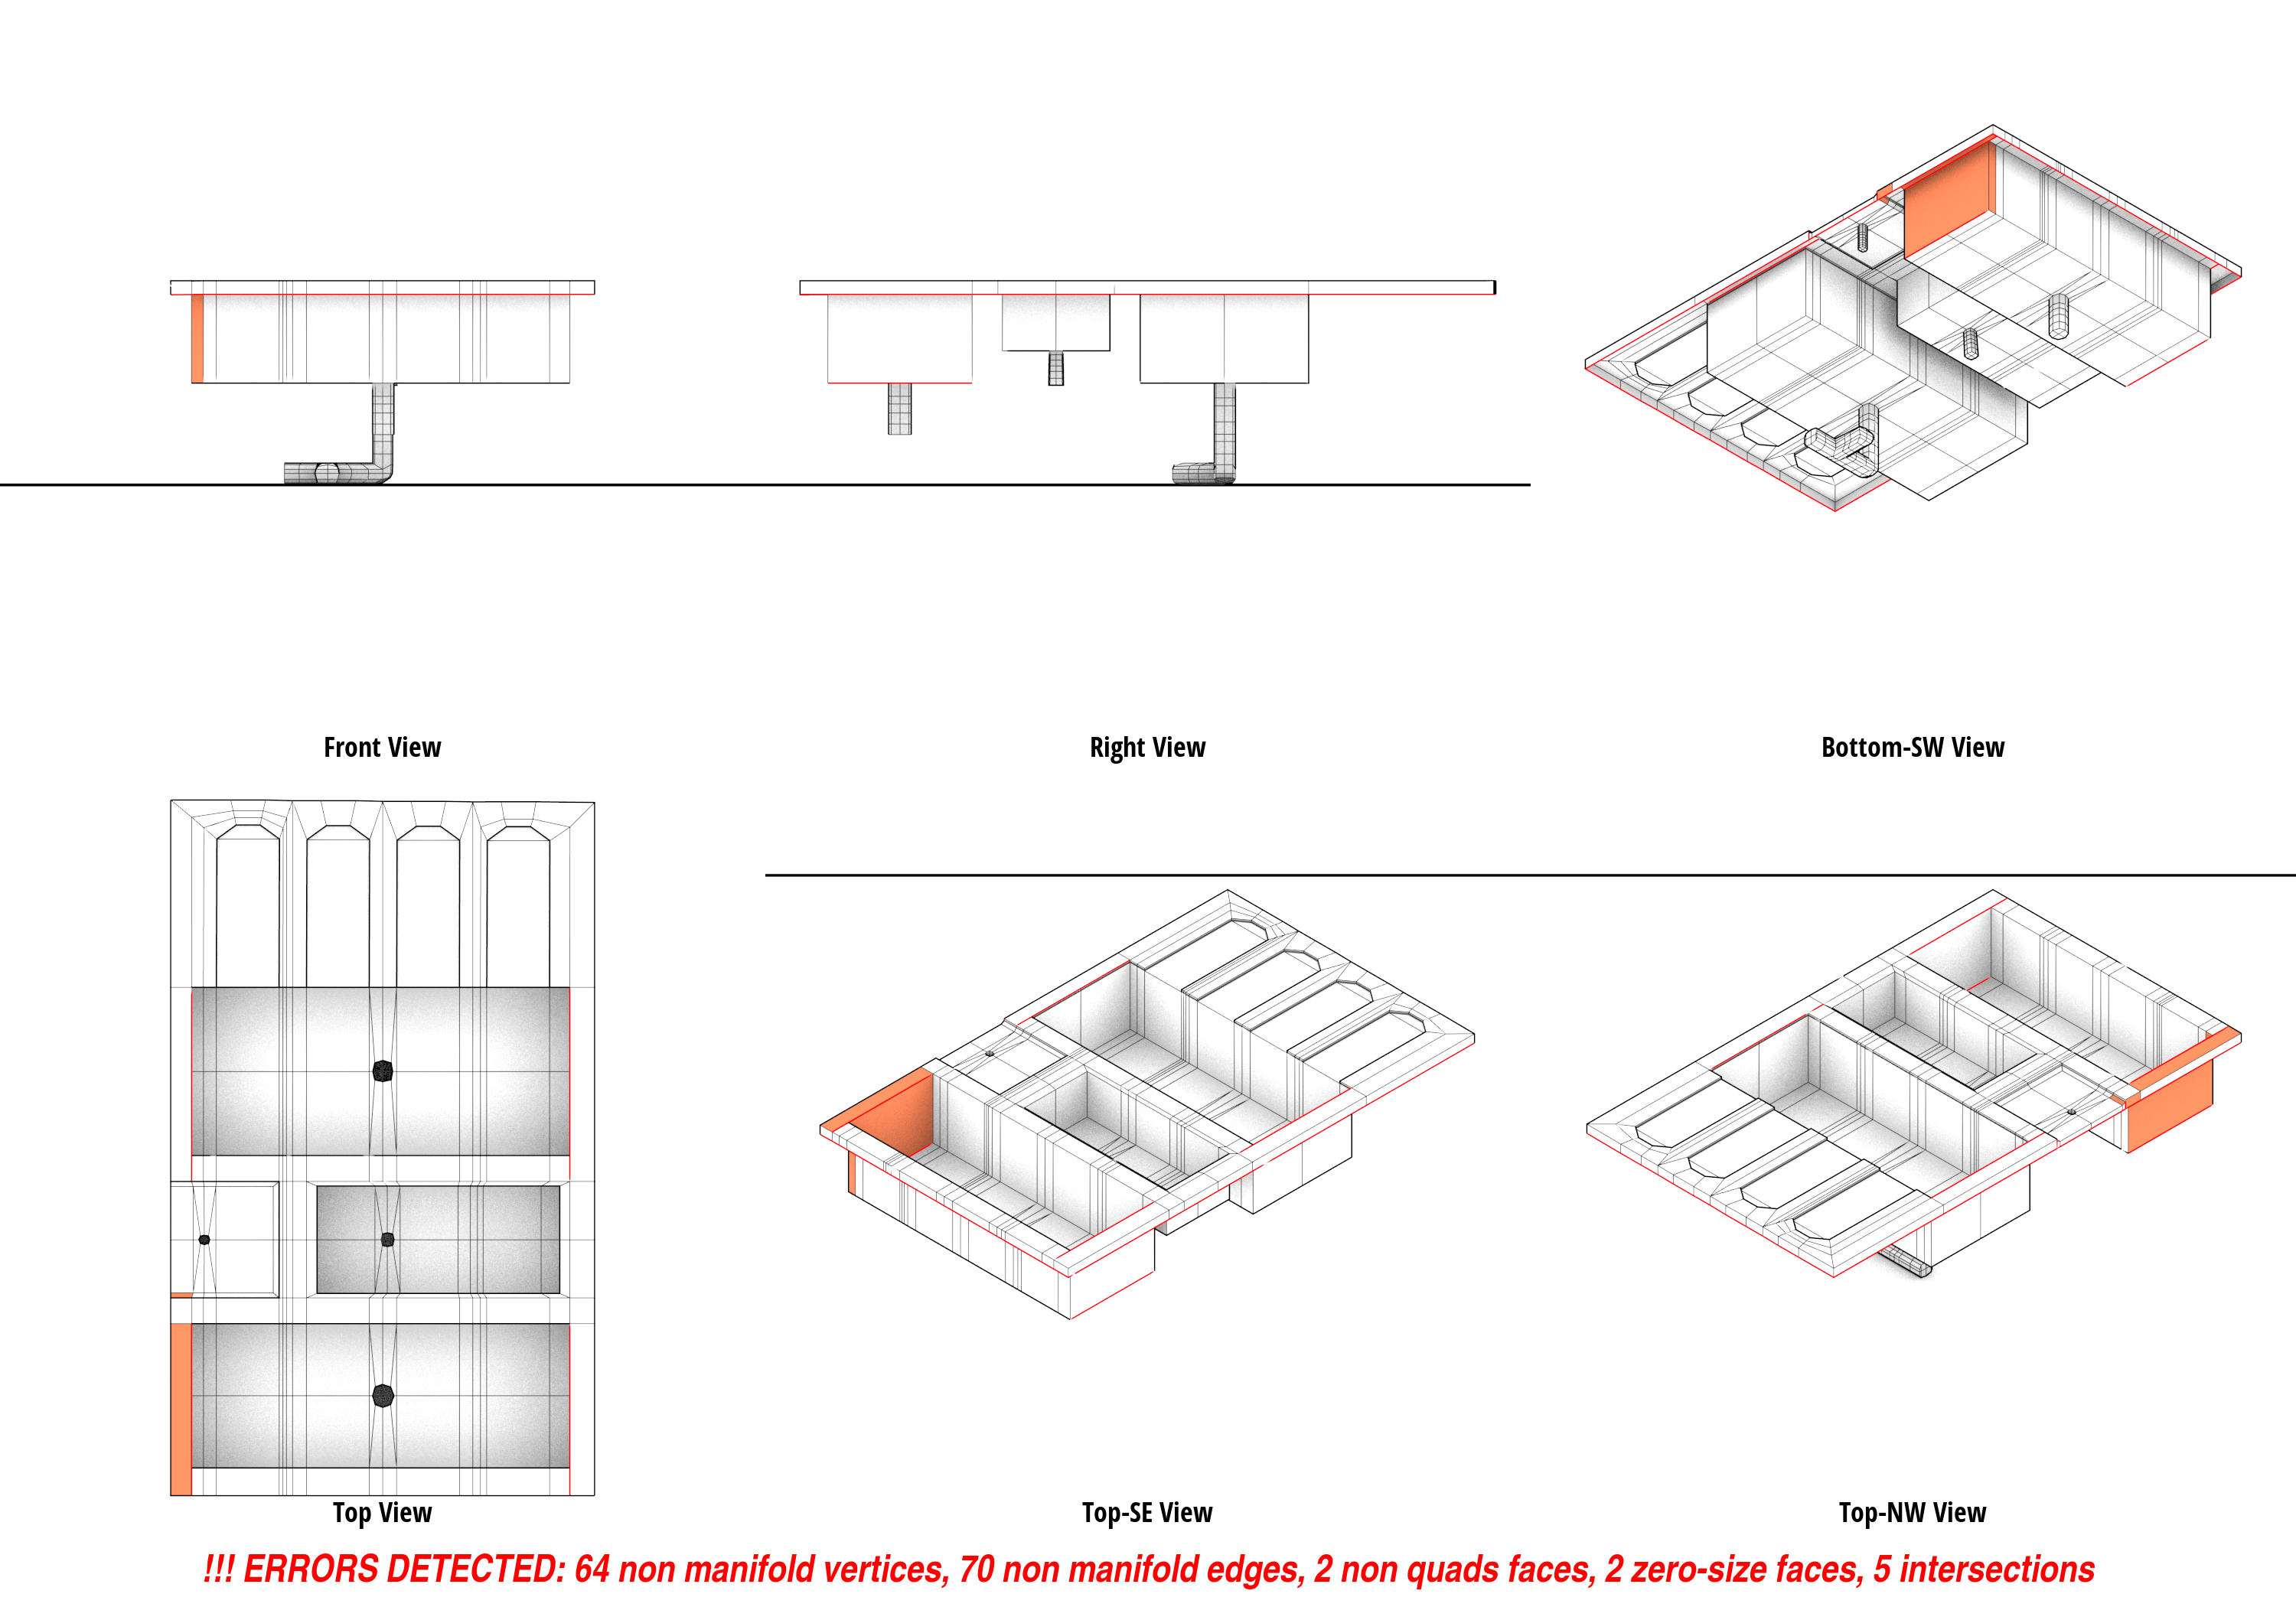 Front View
Right View
Bottom-SW View
Top View
Top-SE View
Top-NW View
!!! ERRORS DETECTED: 64 non manifold vertices, 70 non manifold edges, 2 non quads faces, 2 zero-size faces, 5 intersections